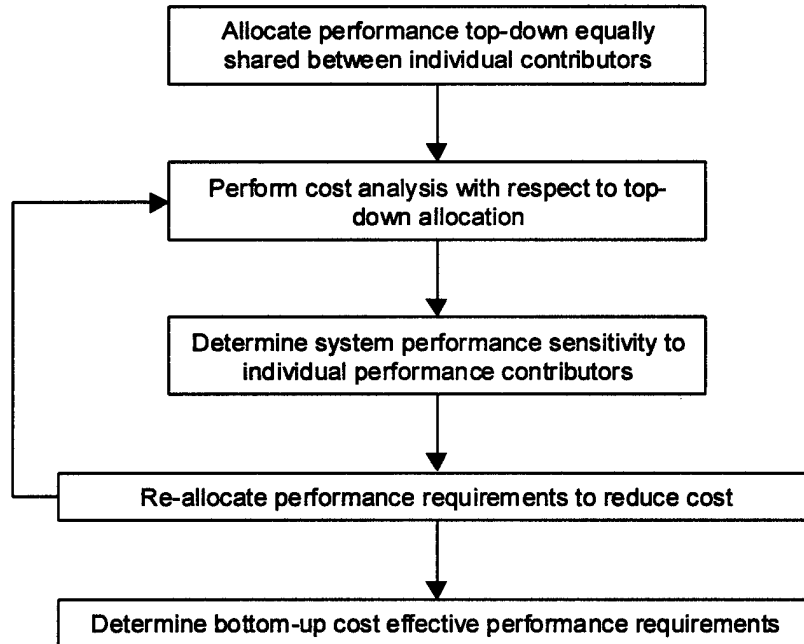 Allocate performance top-down equally
shared between individual contributors
Perform cost analysis with respect to top-
down allocation
Determine system performance sensitivity to
individual performance contributors
Re-allocate performance requirements to reduce cost
Determine bottom-up cost effective performance requirements